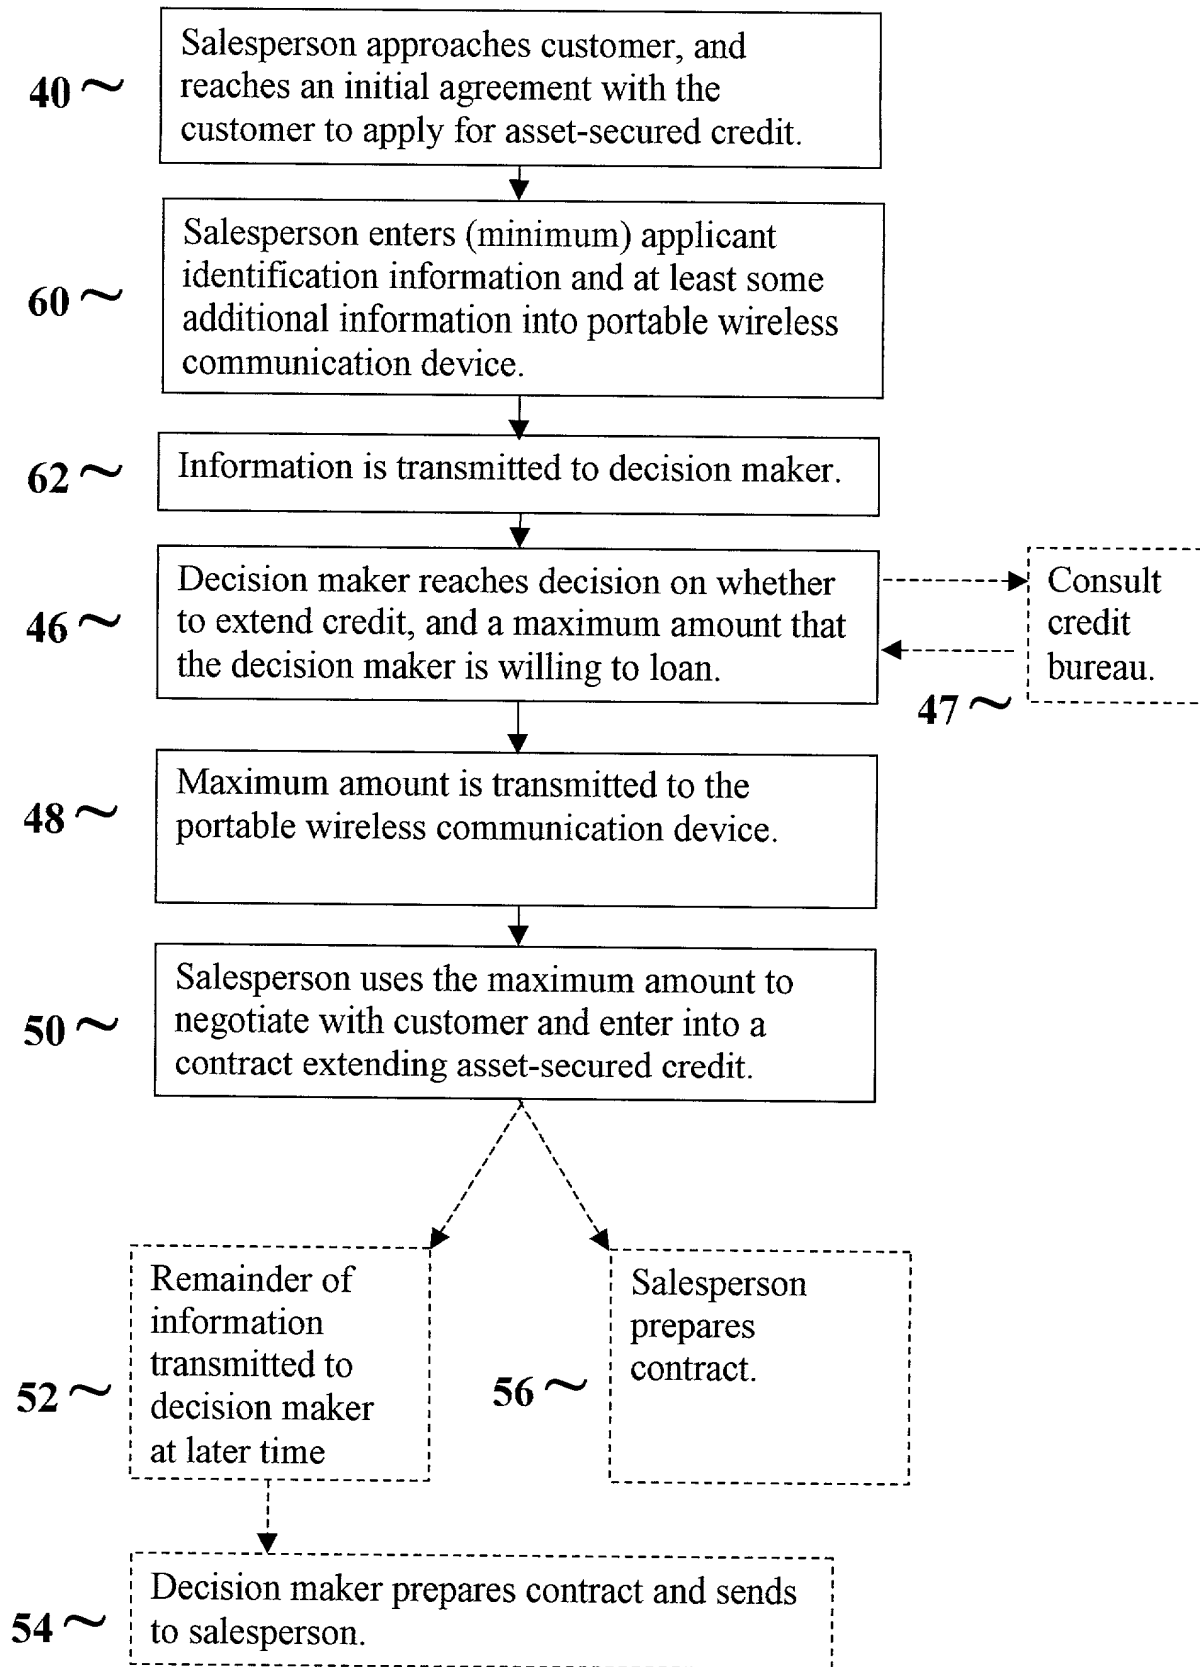 Salesperson approaches customer, and
reaches an initial agreement with the
customer to apply for asset-secured credit.
40 ~
Salesperson enters (minimum) applicant
identification information and at least some
additional information into portable wireless
communication device.
60 ~
Information is transmitted to decision maker.
62 ~
Decision maker reaches decision on whether
to extend credit, and a maximum amount that
the decision maker is willing to loan.
46 ~
Consult
credit
bureau.
47 ~
Maximum amount is transmitted to the
portable wireless communication device.
48 ~
Salesperson uses the maximum amount to
negotiate with customer and enter into a
contract extending asset-secured credit.
50 ~
Remainder of
information
transmitted to
decision maker
at later time
52 ~
Salesperson
prepares
contract.
56 ~
Decision maker prepares contract and sends
to salesperson.
54 ~